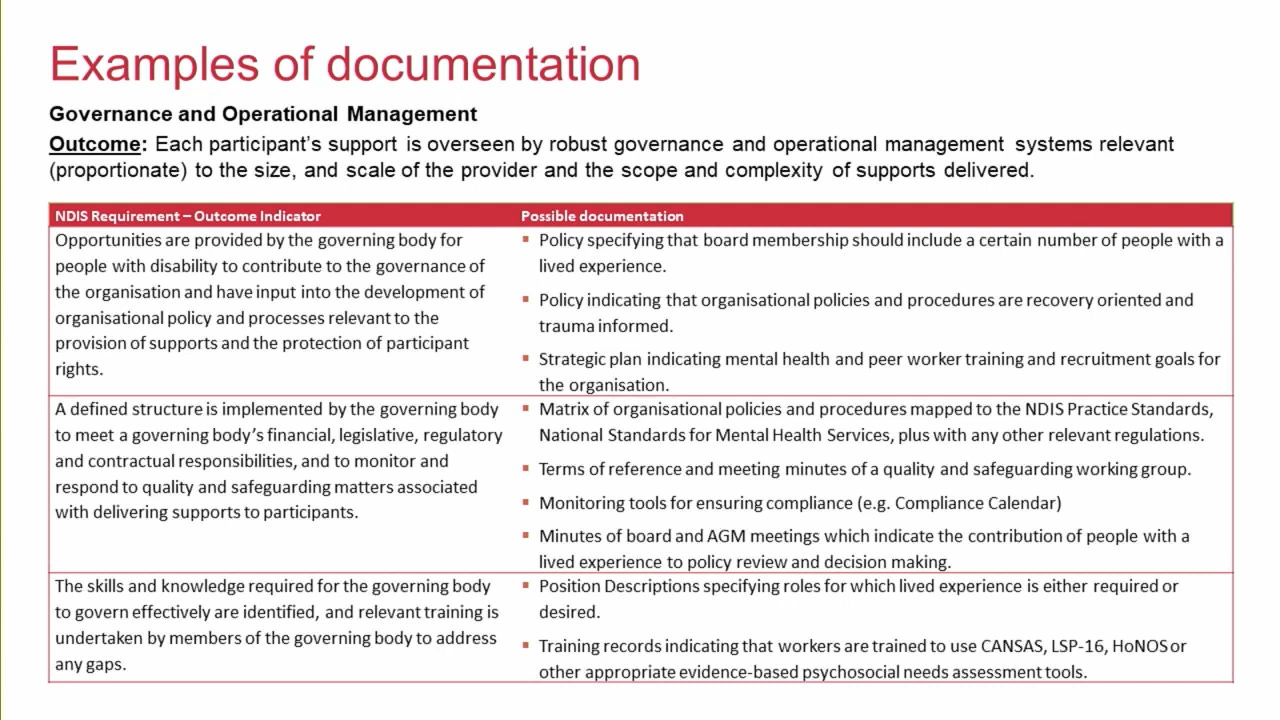 Examples of documentation
Governance and Operational Management
Outcome: Each participant's support is overseen by robust governance and operational management systems relevant
(proportionate) to the size, and scale of the provider and the scope and complexity of supports delivered.
NDIS Requirement – Outcome Indicator
Possible documentation
Opportunities are provided by the governing body for
people with disability to contribute to the governance of
the organisation and have input into the development of
organisational policy and processes relevant to the
provision of supports and the protection of participant
rights.
▪ Policy specifying that board membership should include a certain number of people with a
lived experience.
▪ Policy indicating that organisational policies and procedures are recovery oriented and
trauma informed.
▪ Strategic plan indicating mental health and peer worker training and recruitment goals for
the organisation.
A defined structure is implemented by the governing body
to meet a governing body's financial, legislative, regulatory
and contractual responsibilities, and to monitor and
respond to quality and safeguarding matters associated
with delivering supports to participants.
▪ Matrix of organisational policies and procedures mapped to the NDIS Practice Standards,
National Standards for Mental Health Services, plus with any other relevant regulations.
▪ Terms of reference and meeting minutes of a quality and safeguarding working group.
▪ Monitoring tools for ensuring compliance (e.g. Compliance Calendar)
▪ Minutes of board and AGM meetings which indicate the contribution of people with a
lived experience to policy review and decision making.
The skills and knowledge required for the governing body
to govern effectively are identified, and relevant training is
undertaken by members of the governing body to address
any gaps.
▪ Position Descriptions specifying roles for which lived experience is either required or
desired.
▪ Training records indicating that workers are trained to use CANSAS, LSP-16, HoNOS or
other appropriate evidence-based psychosocial needs assessment tools.